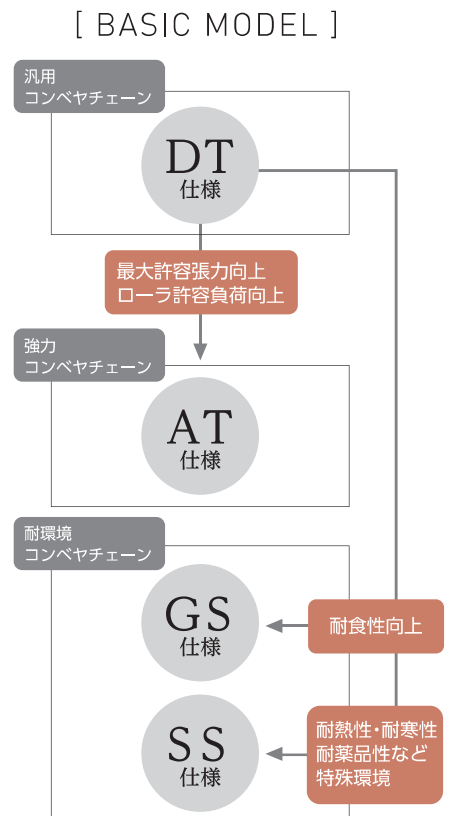 [ BASIC MODEL ]
汎用
コンベヤチェーン
DT
仕様
最大許容張力向上
ローラ許容負荷向上
強力
コンベヤチェーン
AT
仕様
耐環境
コンベヤチェーン
GS
仕様
耐食性向上
SS
仕様
耐熱性・耐寒性
耐薬品性など
特殊環境